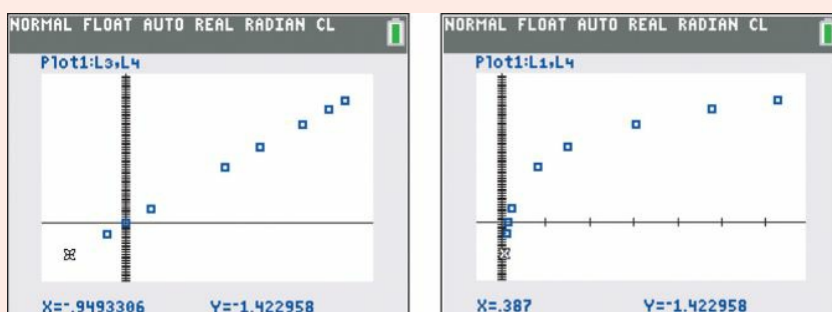 NORMAL FLOAT AUTO REAL RADIAN CL
Plot1:L3,L4
X=-.9493306 Y=-1.422958
NORMAL FLOAT AUTO REAL RADIAN CL
Plot1:L1,L4
X=.387 Y=-1.422958